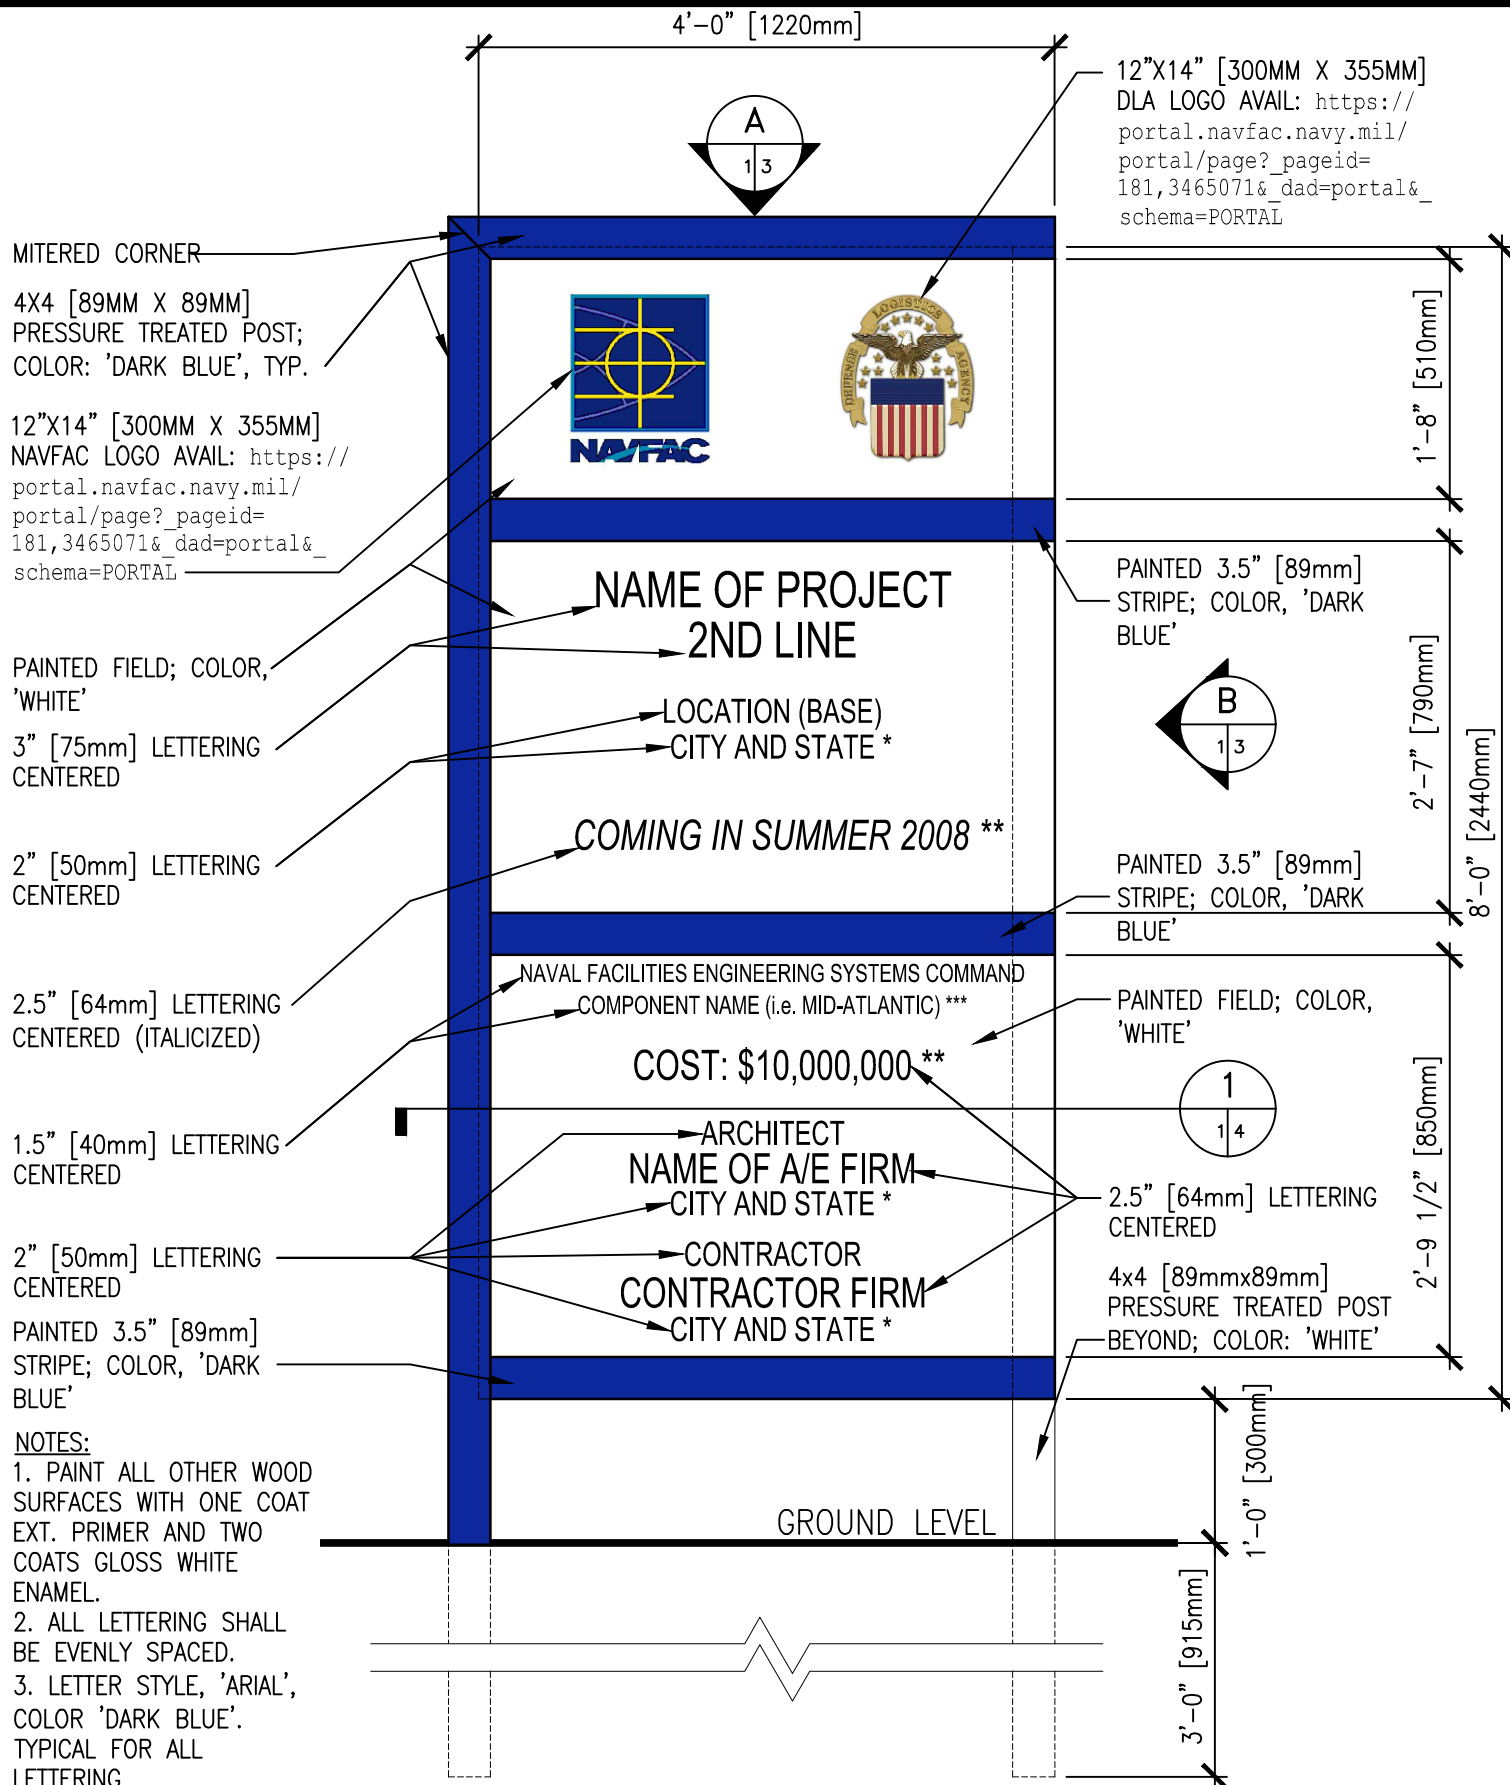 4'-0" [1220mm]
12"X14" [300MM X 355MM]
DLA LOGO AVAIL: https://
portal.navfac.navy.mil/
portal/page?_pageid=
181,3465071&_dad=portal&_
schema=PORTAL
A
1 3
MITERED CORNER
4X4 [89MM X 89MM]
PRESSURE TREATED POST;
COLOR: 'DARK BLUE', TYP.
12"X14" [300MM X 355MM]
NAVFAC LOGO AVAIL: https://
portal.navfac.navy.mil/
portal/page?_pageid=
181,3465071&_dad=portal&_
schema=PORTAL
NAVFAC
DEFENSE LOGISTICS AGENCY
1'-8" [510mm]
PAINTED 3.5" [89mm]
STRIPE; COLOR, 'DARK
BLUE'
NAME OF PROJECT
2ND LINE
PAINTED FIELD; COLOR,
'WHITE'
3" [75mm] LETTERING
CENTERED
LOCATION (BASE)
CITY AND STATE *
B
1 3
2'-7" [790mm]
8'-0" [2440mm]
COMING IN SUMMER 2008 **
2" [50mm] LETTERING
CENTERED
PAINTED 3.5" [89mm]
STRIPE; COLOR, 'DARK
BLUE'
NAVAL FACILITIES ENGINEERING SYSTEMS COMMAND
COMPONENT NAME (i.e. MID-ATLANTIC) ***
2.5" [64mm] LETTERING
CENTERED (ITALICIZED)
PAINTED FIELD; COLOR,
'WHITE'
COST: $10,000,000 **
1
1 4
1.5" [40mm] LETTERING
CENTERED
ARCHITECT
NAME OF A/E FIRM
CITY AND STATE *
2.5" [64mm] LETTERING
CENTERED
2'-9 1/2" [850mm]
2" [50mm] LETTERING
CENTERED
CONTRACTOR
CONTRACTOR FIRM
CITY AND STATE *
4x4 [89mmx89mm]
PRESSURE TREATED POST
BEYOND; COLOR: 'WHITE'
PAINTED 3.5" [89mm]
STRIPE; COLOR, 'DARK
BLUE'
1'-0" [300mm]
GROUND LEVEL
3'-0" [915mm]
NOTES:
1. PAINT ALL OTHER WOOD
SURFACES WITH ONE COAT
EXT. PRIMER AND TWO
COATS GLOSS WHITE
ENAMEL.
2. ALL LETTERING SHALL
BE EVENLY SPACED.
3. LETTER STYLE, 'ARIAL',
COLOR 'DARK BLUE'.
TYPICAL FOR ALL
LETTERING